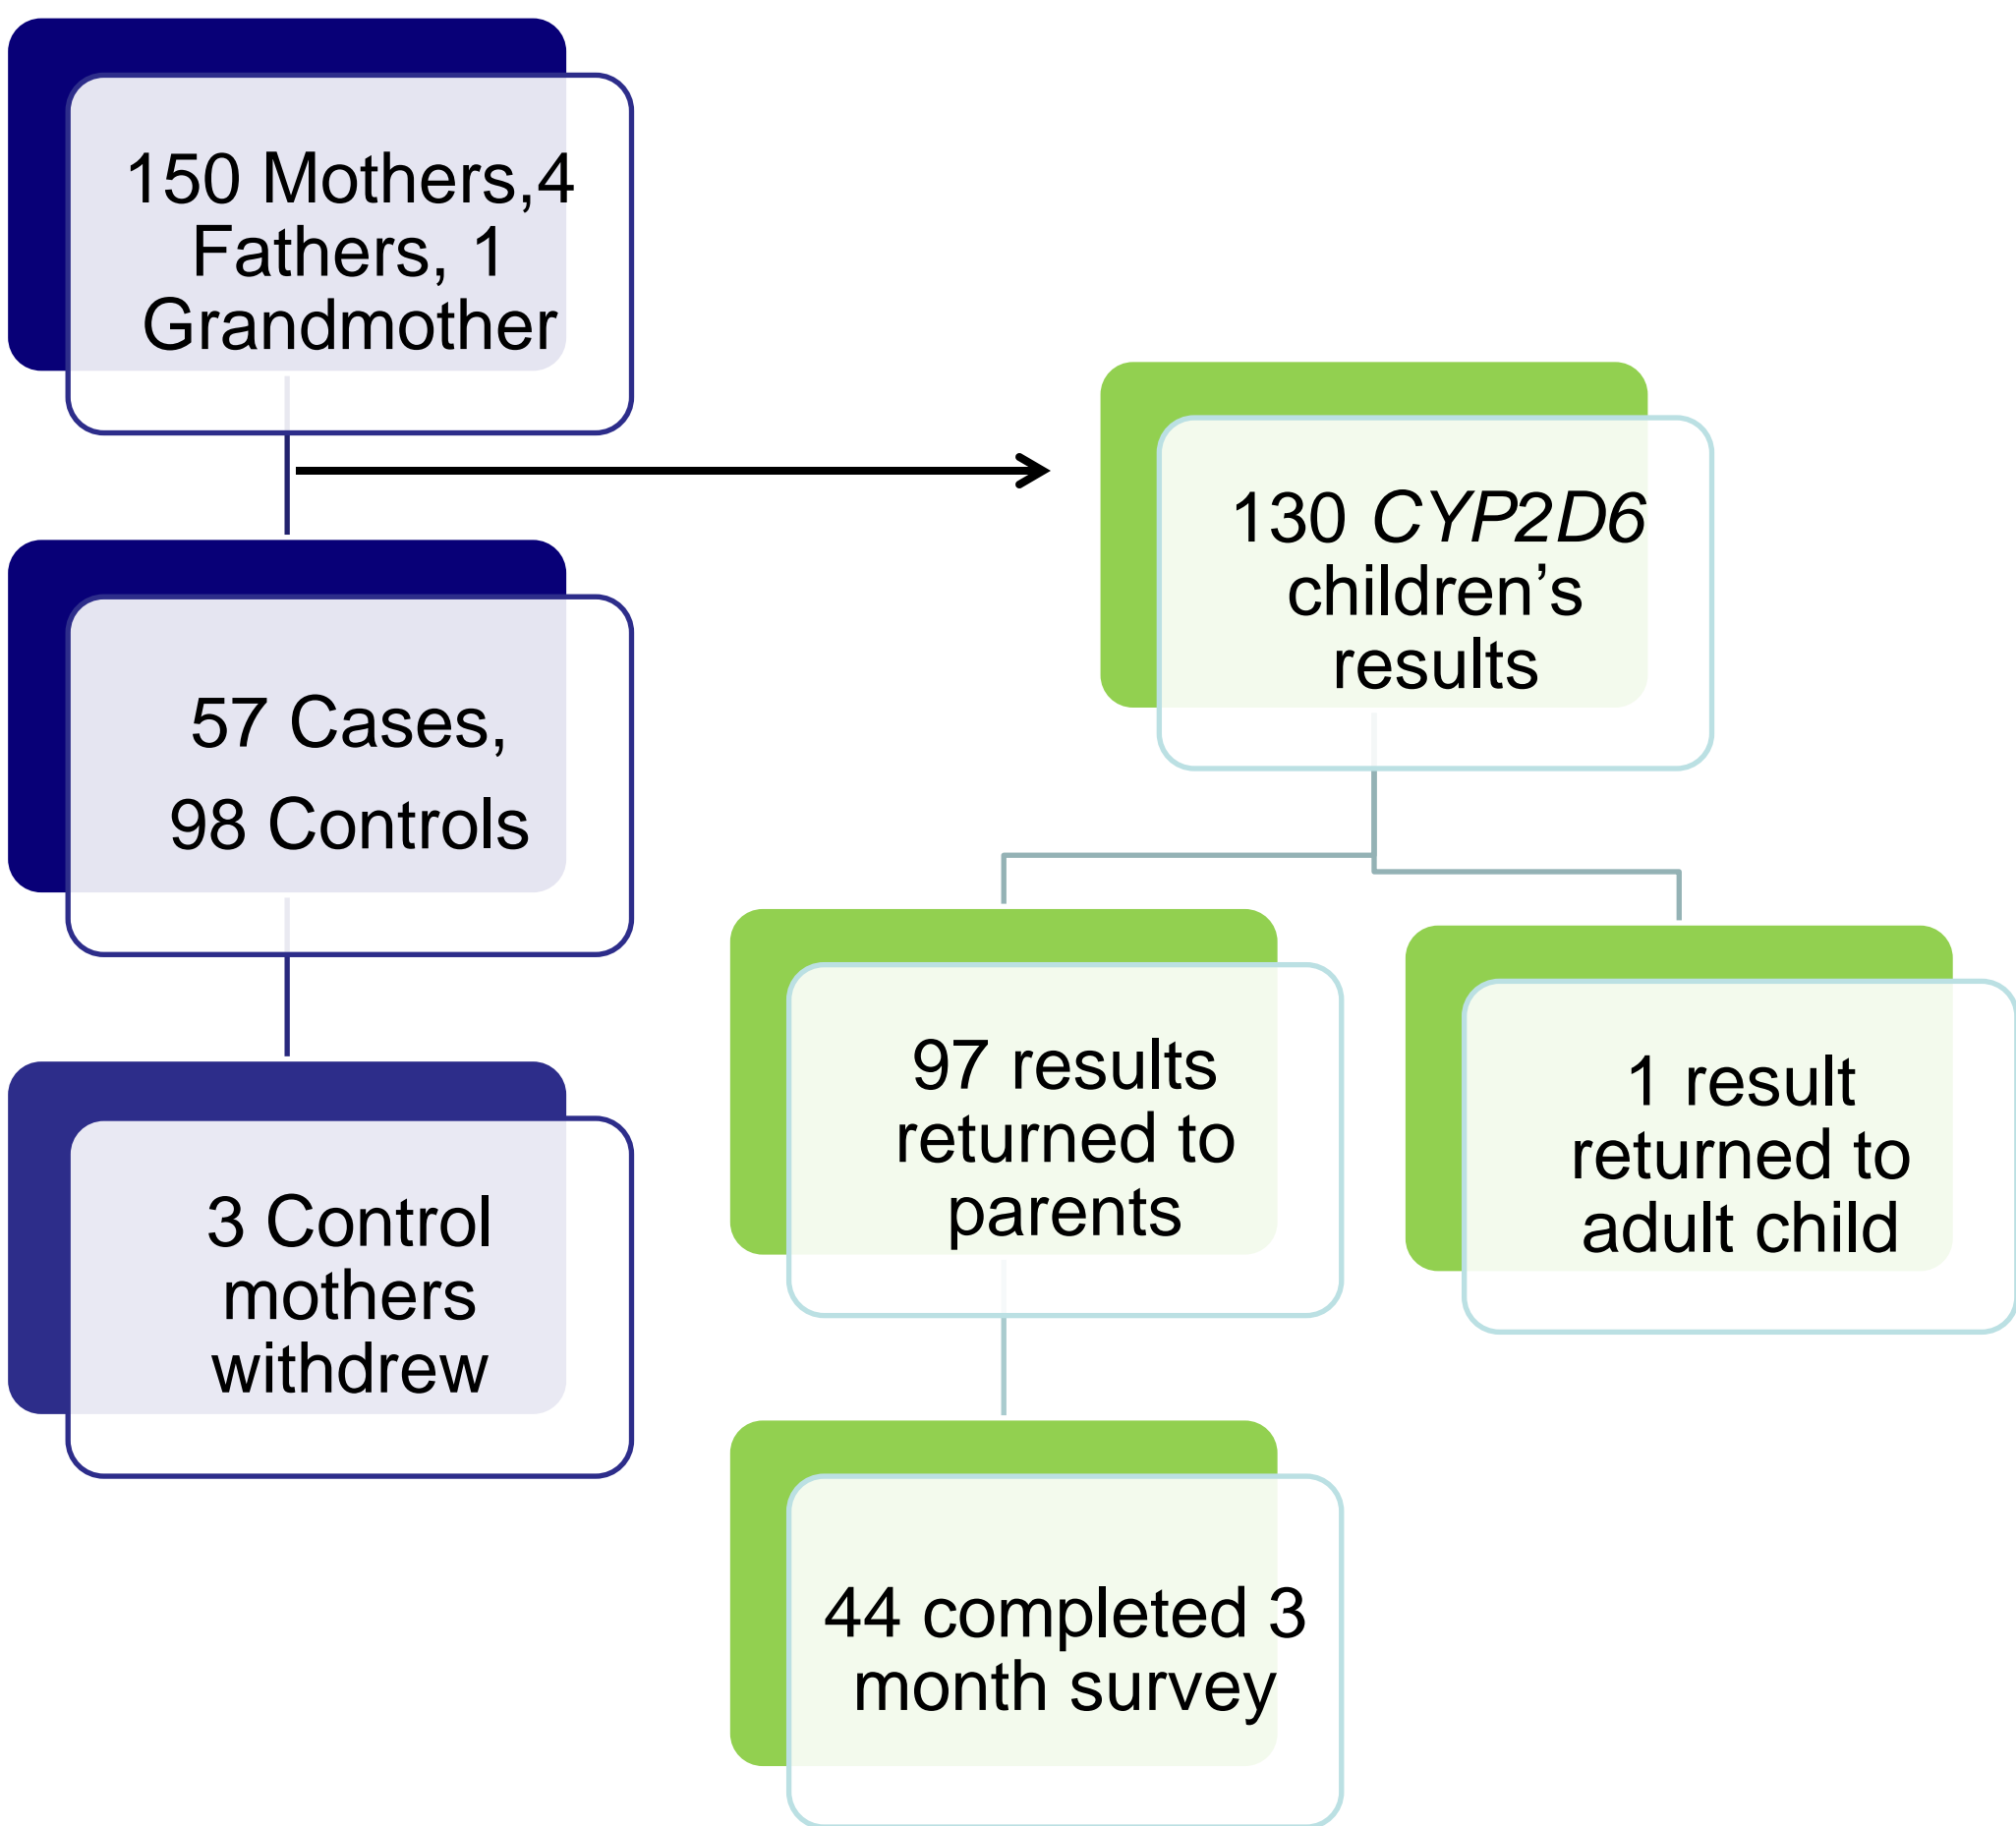 150 Mothers,4
Fathers, 1
Grandmother
57 Cases,
98 Controls
3 Control
mothers
withdrew
130 CYP2D6
children’s
results
97 results
returned to
parents
1 result
returned to
adult child
44 completed 3
month survey